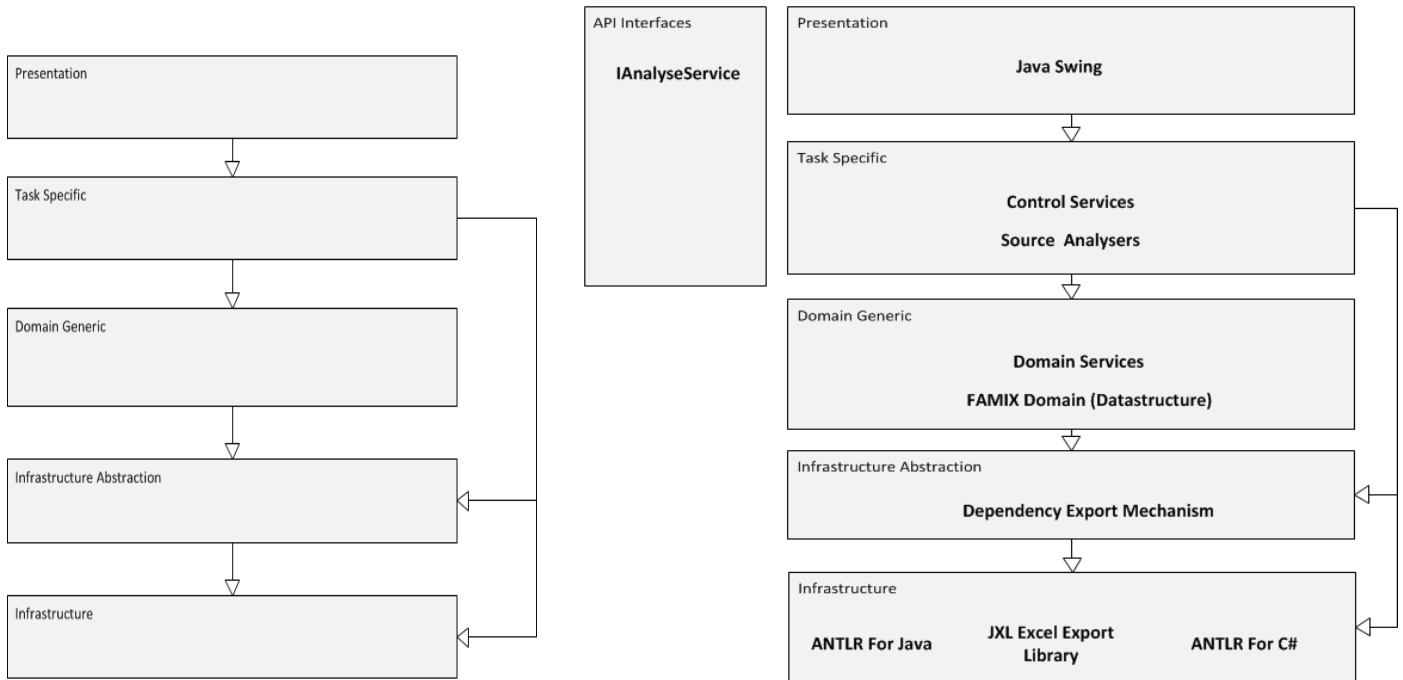 Presentation
Task Specific
Domain Generic
Infrastructure Abstraction
Infrastructure
API Interfaces
IAnalyseService
Presentation
Java Swing
Task Specific
Control Services
Source Analysers
Domain Generic
Domain Services
FAMIX Domain (Datastructure)
Infrastructure Abstraction
Dependency Export Mechanism
Infrastructure
ANTLR For Java
JXL Excel Export
Library
ANTLR For C#